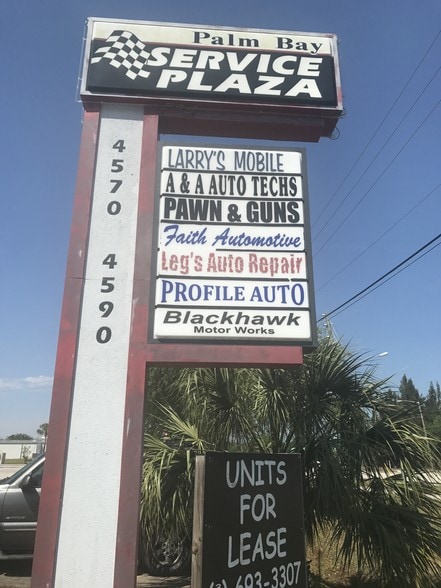 Palm Bay
SERVICE
PLAZA
4570
4590
LARRY'S MOBILE
A & A AUTO TECHS
PAWN & GUNS
Faith Automotive
Leg's Auto Repair
PROFILE AUTO
Blackhawk
Motor Works
UNITS
FOR
LEASE
693-3307